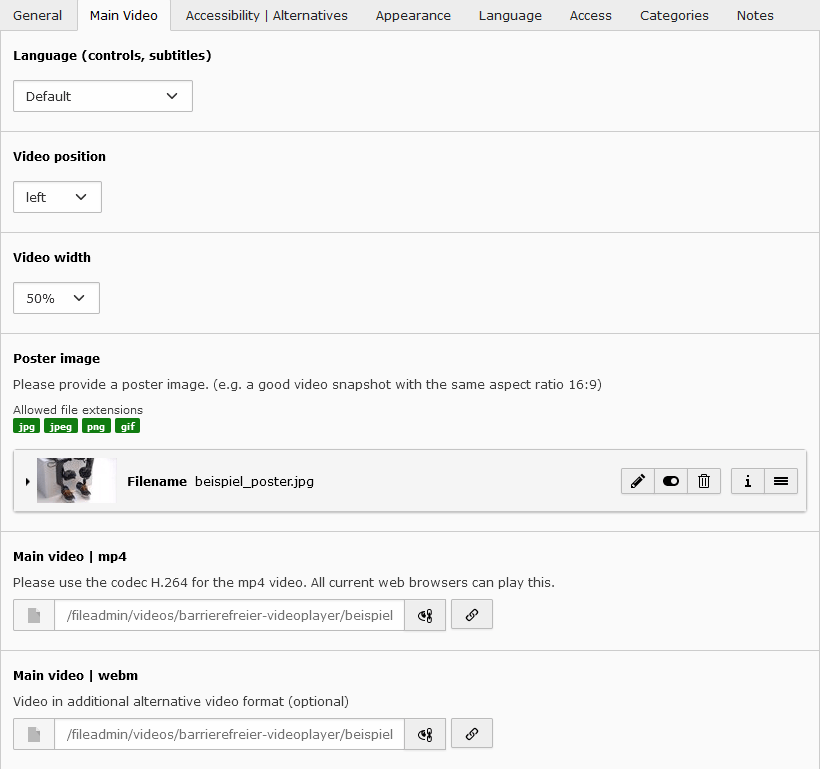 General Main Video Accessibility | Alternatives Appearance Language Access Categories Notes
Language (controls, subtitles)
Default
Video position
left
Video width
50%
Poster image
Please provide a poster image. (e.g. a good video snapshot with the same aspect ratio 16:9)
Allowed file extensions
jpg jpeg png gif
Filename beispiel_poster.jpg
Main video | mp4
Please use the codec H.264 for the mp4 video. All current web browsers can play this.
/fileadmin/videos/barrierefreier-videoplayer/beispiel
Main video | webm
Video in additional alternative video format (optional)
/fileadmin/videos/barrierefreier-videoplayer/beispiel